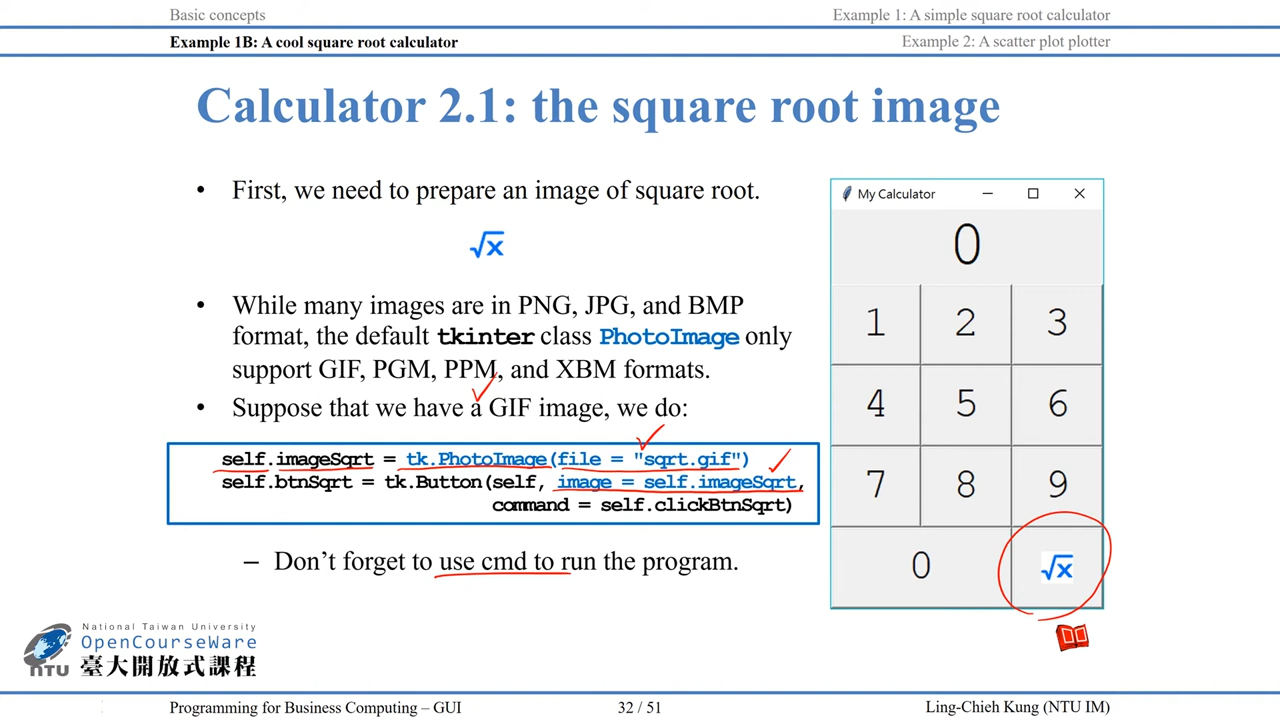 Basic concepts
Example 1: A simple square root calculator
Example 1B: A cool square root calculator
Example 2: A scatter plot plotter
Calculator 2.1: the square root image
• First, we need to prepare an image of square root.
√x
• While many images are in PNG, JPG, and BMP
format, the default tkinter class PhotoImage only
support GIF, PGM, PPM, and XBM formats.
• Suppose that we have a GIF image, we do:
self.imageSqrt = tk.PhotoImage(file = "sqrt.gif")
self.btnSqrt = tk.Button(self, image = self.imageSqrt,
command = self.clickBtnSqrt)
– Don't forget to use cmd to run the program.
My Calculator
0
1 2 3
4 5 6
7 8 9
0 √x
National Taiwan University
OpenCourseWare
NTU 臺大開放式課程
Programming for Business Computing – GUI
32 / 51
Ling-Chieh Kung (NTU IM)